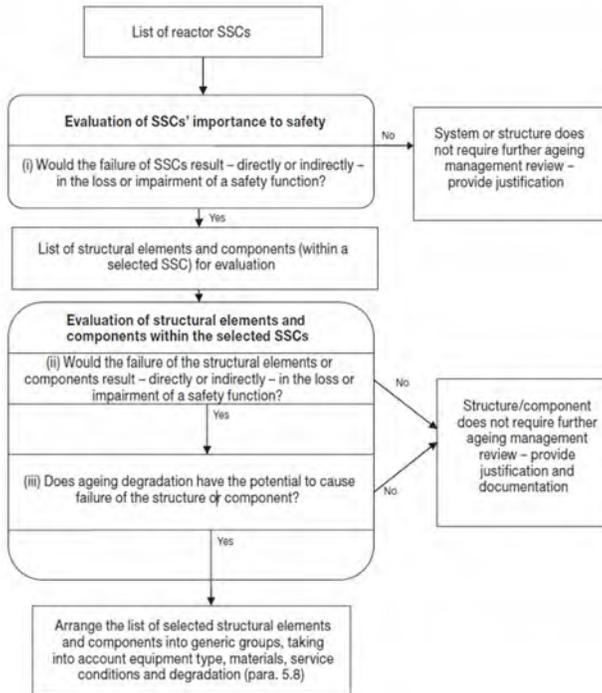 List of reactor SSCs
Evaluation of SSCs' importance to safety
(i) Would the failure of SSCs result – directly or indirectly –
in the loss or impairment of a safety function?
No
System or structure does
not require further ageing
management review –
provide justification
Yes
List of structural elements and components (within a
selected SSC) for evaluation
Evaluation of structural elements and
components within the selected SSCs
(ii) Would the failure of the structural elements or
components result – directly or indirectly – in the loss or
impairment of a safety function?
No
Yes
Structure/component
does not require further
ageing management
review – provide
justification and
documentation
(iii) Does ageing degradation have the potential to cause
failure of the structure or component?
No
Yes
Arrange the list of selected structural elements
and components into generic groups, taking
into account equipment type, materials, service
conditions and degradation (para. 5.8)